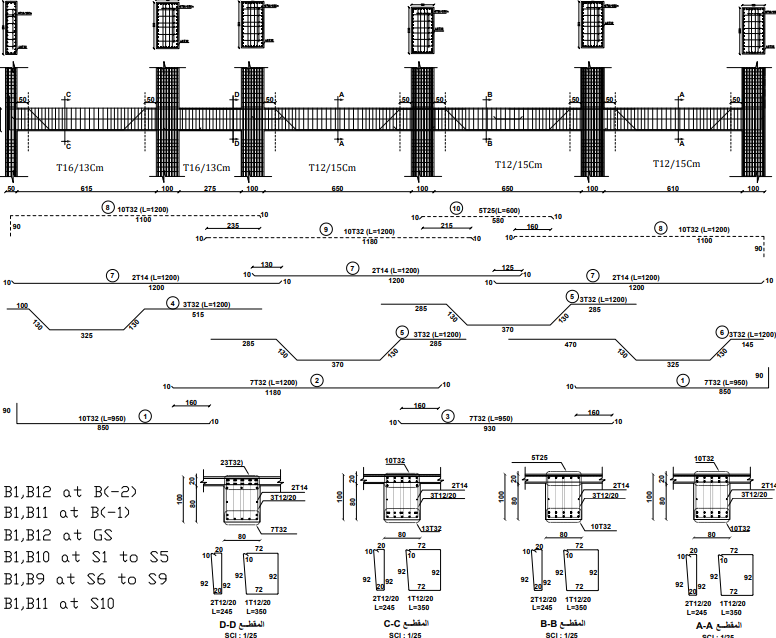 C
D
A
B
A
50
50
50
50
50
50
50
50
C
D
A
B
A
T16/13Cm
T16/13Cm
T12/15Cm
T12/15Cm
T12/15Cm
50
615
100
275
100
650
100
650
100
610
100
8
10T32 (L=1200)
1100
10
90
235
10
9
10T32 (L=1200)
1180
10
10
10
5T25(L=600)
580
10
215
160
10
8
10T32 (L=1200)
1100
90
130
125
10
7
2T14 (L=1200)
1200
10
10
7
2T14 (L=1200)
1200
10
10
7
2T14 (L=1200)
1200
10
100
130
325
130
4
3T32 (L=1200)
515
285
130
370
130
5
3T32 (L=1200)
285
285
130
370
130
5
3T32 (L=1200)
285
470
130
325
130
6
3T32 (L=1200)
145
10
7T32 (L=1200)
2
1180
10
10
1
7T32 (L=950)
850
90
90
10T32 (L=950)
1
850
160
10
10
160
3
7T32 (L=950)
930
160
10
B1,B12 at B(-2)
B1,B11 at B(-1)
B1,B12 at GS
B1,B10 at S1 to S5
B1,B9 at S6 to S9
B1,B11 at S10
23T32)
20
100
80
2T14
3T12/20
7T32
80
20
10
92
92
20
72
10
92
92
72
2T12/20
L=245
1T12/20
L=350
المقطع D-D
SCl : 1/25
10T32
20
100
80
2T14
3T12/20
13T32
80
20
10
92
92
20
72
10
92
92
72
2T12/20
L=245
1T12/20
L=350
المقطع C-C
SCl : 1/25
5T25
20
100
80
2T14
3T12/20
10T32
80
20
10
92
92
20
72
10
92
92
72
2T12/20
L=245
1T12/20
L=350
المقطع B-B
SCl : 1/25
10T32
20
100
80
2T14
3T12/20
10T32
80
20
10
92
92
20
72
10
92
92
72
2T12/20
L=245
1T12/20
L=350
المقطع A-A
SCl : 1/25